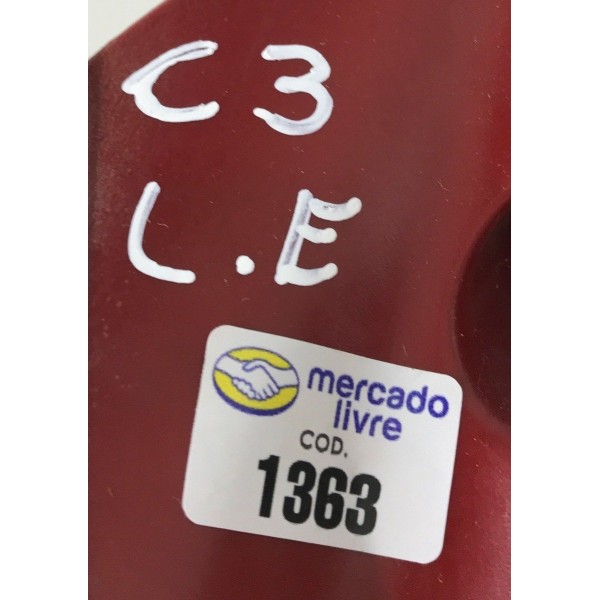 C3
L.E
mercado
livre
COD.
1363